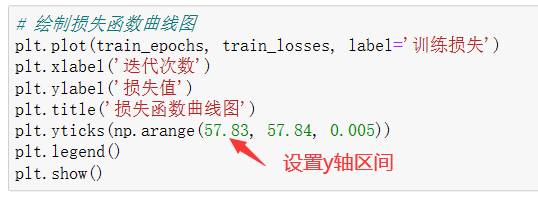 # 绘制损失函数曲线图
plt.plot(train_epochs, train_losses, label='训练损失')
plt.xlabel('迭代次数')
plt.ylabel('损失值')
plt.title('损失函数曲线图')
plt.yticks(np.arange(57.83, 57.84, 0.005))
plt.legend()
plt.show()
设置y轴区间